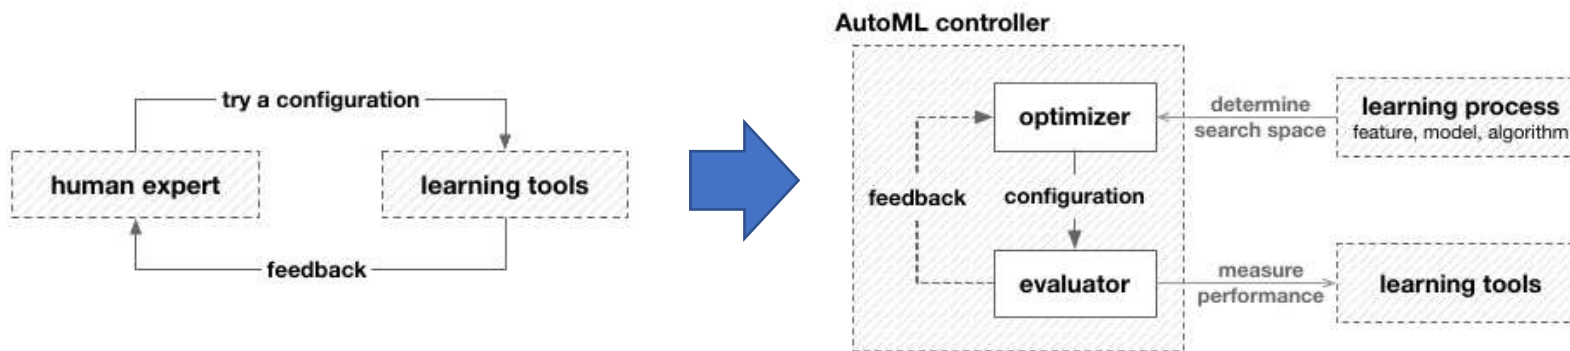 AutoML controller
try a configuration
human expert
learning tools
feedback
optimizer
determine
search space
learning process
feature, model, algorithm
feedback
configuration
evaluator
measure
performance
learning tools